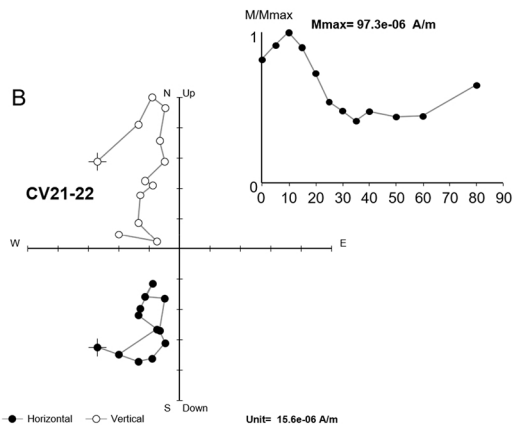 M/Mmax
Mmax= 97.3e-06 A/m
1
0
0 10 20 30 40 50 60 70 80 90
B
N Up
CV21-22
W E
S Down
Horizontal Vertical
Unit= 15.6e-06 A/m